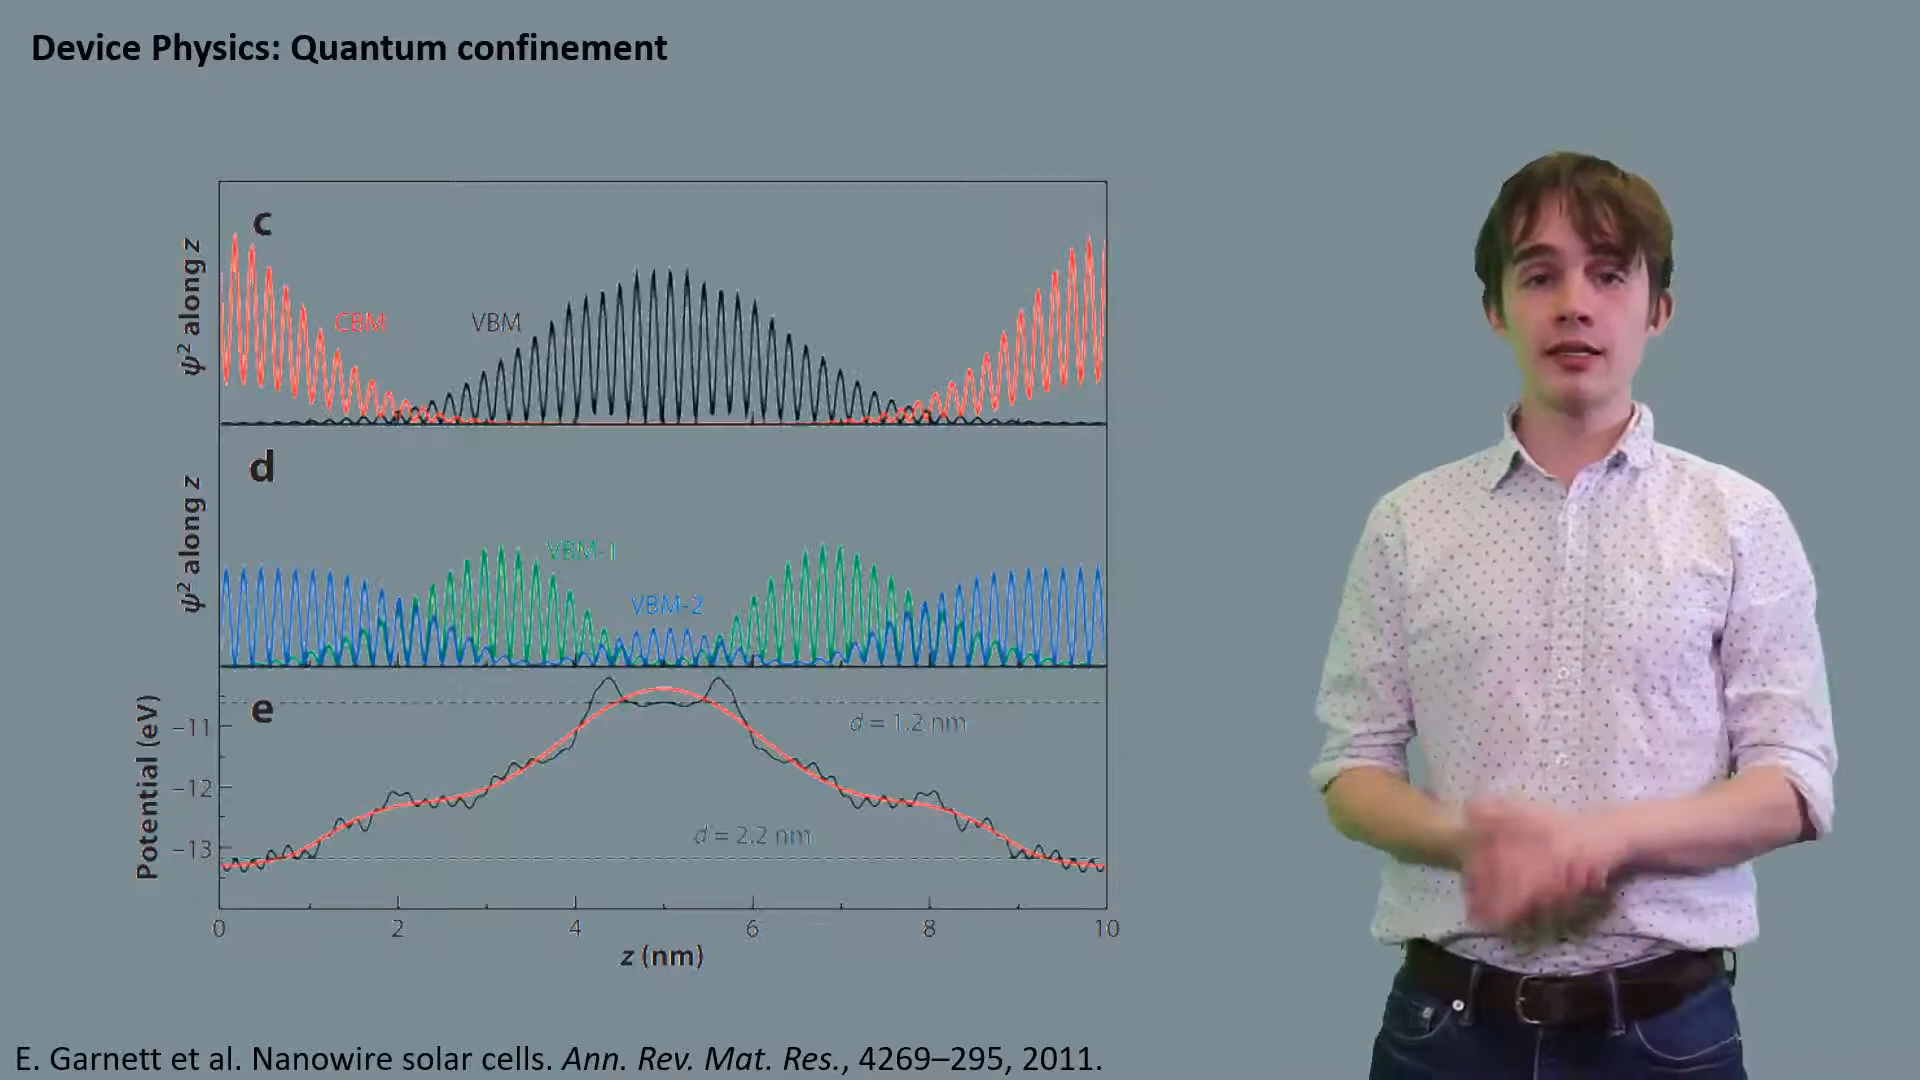 Device Physics: Quantum confinement
c
ψ² along z
CBM
VBM
d
ψ² along z
VBM-1
VBM-2
e
Potential (eV)
−11
−12
−13
d = 1.2 nm
d = 2.2 nm
0 2 4 6 8 10
z (nm)
E. Garnett et al. Nanowire solar cells. Ann. Rev. Mat. Res., 4269–295, 2011.